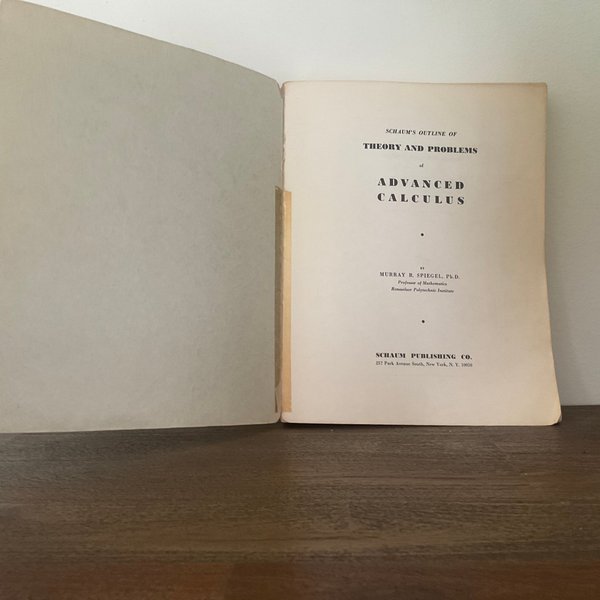 SCHAUM'S OUTLINE OF
THEORY AND PROBLEMS
of
ADVANCED
CALCULUS
BY
MURRAY R. SPIEGEL, Ph.D.
Professor of Mathematics
Rensselaer Polytechnic Institute
SCHAUM PUBLISHING CO.
257 Park Avenue South, New York, N. Y. 10010